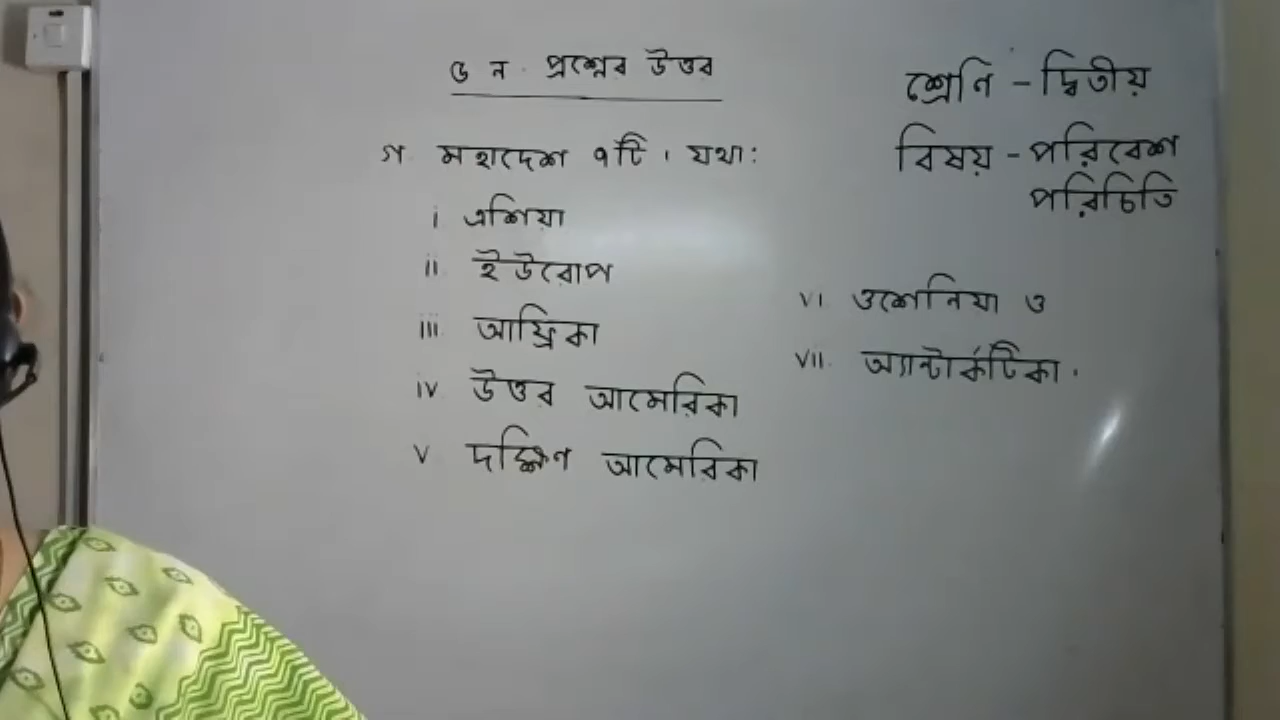 ৫ ন. প্রশ্নের উত্তর
গ মহাদেশ ৭টি। যথা:
i এশিয়া
ii ইউরোপ
iii আফ্রিকা
iv উত্তর আমেরিকা
v দক্ষিণ আমেরিকা
vi ওশেনিয়া ও
vii. অ্যান্টার্কটিকা.
শ্রেনি - দ্বিতীয়
বিষয় - পরিবেশ
পরিচিতি